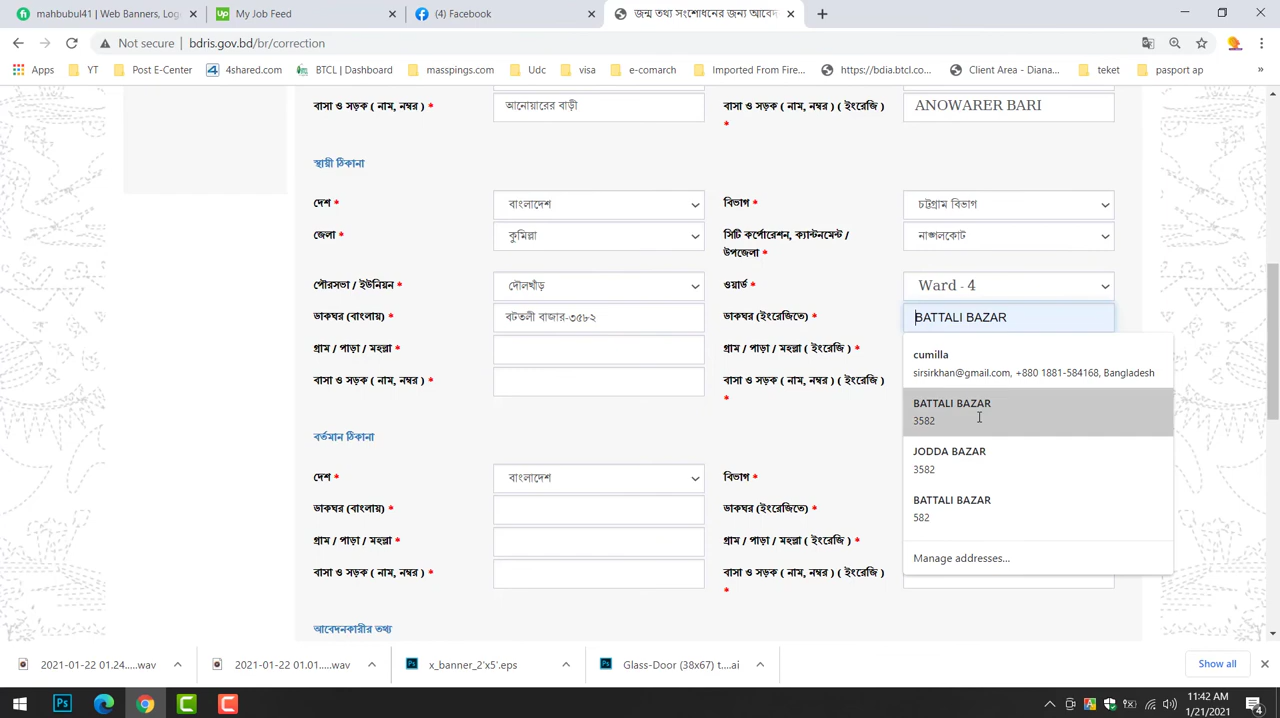 mahbubul41 | Web Banners, Log
My Job Feed
(4) Facebook
জন্ম তথ্য সংশোধনের জন্য আবেদ
Not secure | bdris.gov.bd/br/correction
Apps YT Post E-Center 4shared.com BTCL | Dashboard masspings.com Udc visa e-comarch Imported From Fire... https://bdia.btcl.co... Client Area - Diana... teket pasport ap »
বাসা ও সড়ক ( নাম, নম্বর ) * আনোয়ারের বাড়ী বাসা ও সড়ক ( নাম, নম্বর ) ( ইংরেজি ) ANOWARER BARI
*
স্থায়ী ঠিকানা
দেশ * বাংলাদেশ বিভাগ * চট্টগ্রাম বিভাগ
জেলা * কুমিল্লা সিটি কর্পোরেশন, ক্যান্টনমেন্ট / নাঙ্গলকোট
উপজেলা *
পৌরসভা / ইউনিয়ন * দৌলখাঁড় ওয়ার্ড * Ward - 4
ডাকঘর (বাংলায়) * বটতলী বাজার-৩৫৮২ ডাকঘর (ইংরেজিতে) * BATTALI BAZAR
গ্রাম / পাড়া / মহল্লা * গ্রাম / পাড়া / মহল্লা ( ইংরেজি ) *
বাসা ও সড়ক ( নাম, নম্বর ) * বাসা ও সড়ক ( নাম, নম্বর ) ( ইংরেজি )
*
cumilla
sirsirkhan@gmail.com, +880 1881-584168, Bangladesh
BATTALI BAZAR
3582
JODDA BAZAR
3582
BATTALI BAZAR
582
Manage addresses...
বর্তমান ঠিকানা
দেশ * বাংলাদেশ বিভাগ *
ডাকঘর (বাংলায়) * ডাকঘর (ইংরেজিতে) *
গ্রাম / পাড়া / মহল্লা * গ্রাম / পাড়া / মহল্লা ( ইংরেজি ) *
বাসা ও সড়ক ( নাম, নম্বর ) * বাসা ও সড়ক ( নাম, নম্বর ) ( ইংরেজি )
*
আবেদনকারীর তথ্য
2021-01-22 01.24.....wav 2021-01-22 01.01.....wav x_banner_2'x5'.eps Glass-Door (38x67) t....ai Show all
11:42 AM
1/21/2021
4